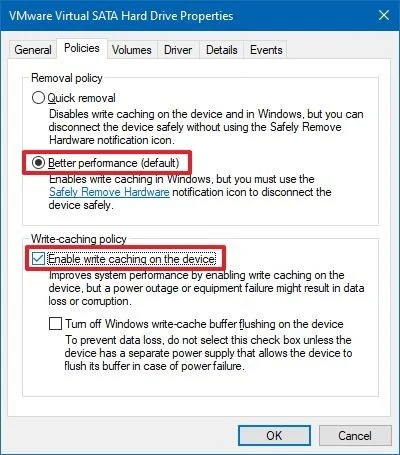 VMware Virtual SATA Hard Drive Properties
General Policies Volumes Driver Details Events
Removal policy
Quick removal
Disables write caching on the device and in Windows, but you can
disconnect the device safely without using the Safely Remove
Hardware notification icon.
Better performance (default)
Enables write caching in Windows, but you must use the
Safely Remove Hardware notification icon to disconnect the
device safely.
Write-caching policy
Enable write caching on the device
Improves system performance by enabling write caching on the
device, but a power outage or equipment failure might result in data
loss or corruption.
Turn off Windows write-cache buffer flushing on the device
To prevent data loss, do not select this check box unless the
device has a separate power supply that allows the device to
flush its buffer in case of power failure.
OK Cancel